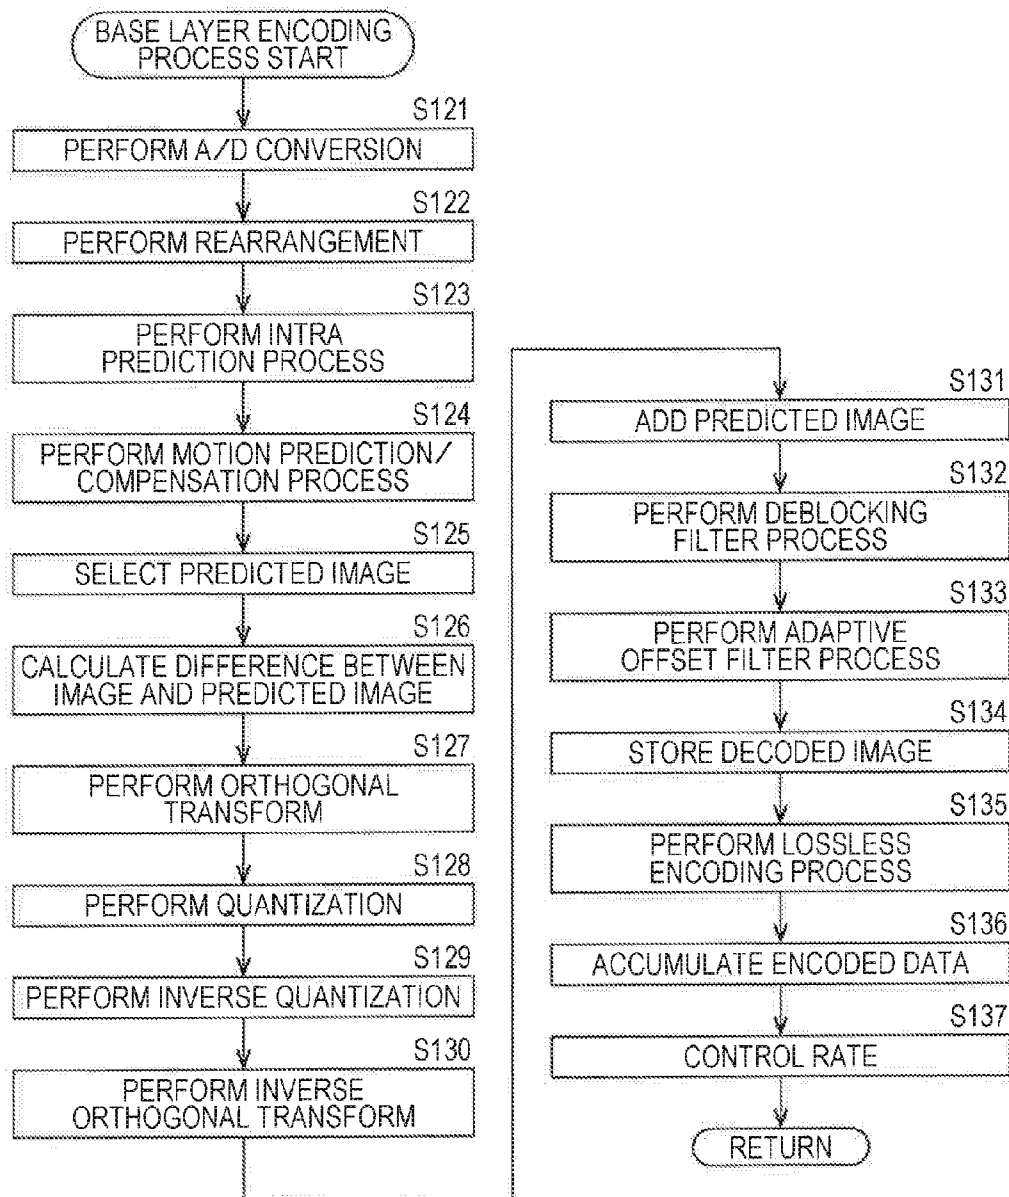 BASE LAYER ENCODING
PROCESS START
S121
PERFORM A/D CONVERSION
S122
PERFORM REARRANGEMENT
S123
PERFORM INTRA
PREDICTION PROCESS
S124
PERFORM MOTION PREDICTION/
COMPENSATION PROCESS
S125
SELECT PREDICTED IMAGE
S126
CALCULATE DIFFERENCE BETWEEN
IMAGE AND PREDICTED IMAGE
S127
PERFORM ORTHOGONAL
TRANSFORM
S128
PERFORM QUANTIZATION
S129
PERFORM INVERSE QUANTIZATION
S130
PERFORM INVERSE
ORTHOGONAL TRANSFORM
S131
ADD PREDICTED IMAGE
S132
PERFORM DEBLOCKING
FILTER PROCESS
S133
PERFORM ADAPTIVE
OFFSET FILTER PROCESS
S134
STORE DECODED IMAGE
S135
PERFORM LOSSLESS
ENCODING PROCESS
S136
ACCUMULATE ENCODED DATA
S137
CONTROL RATE
RETURN